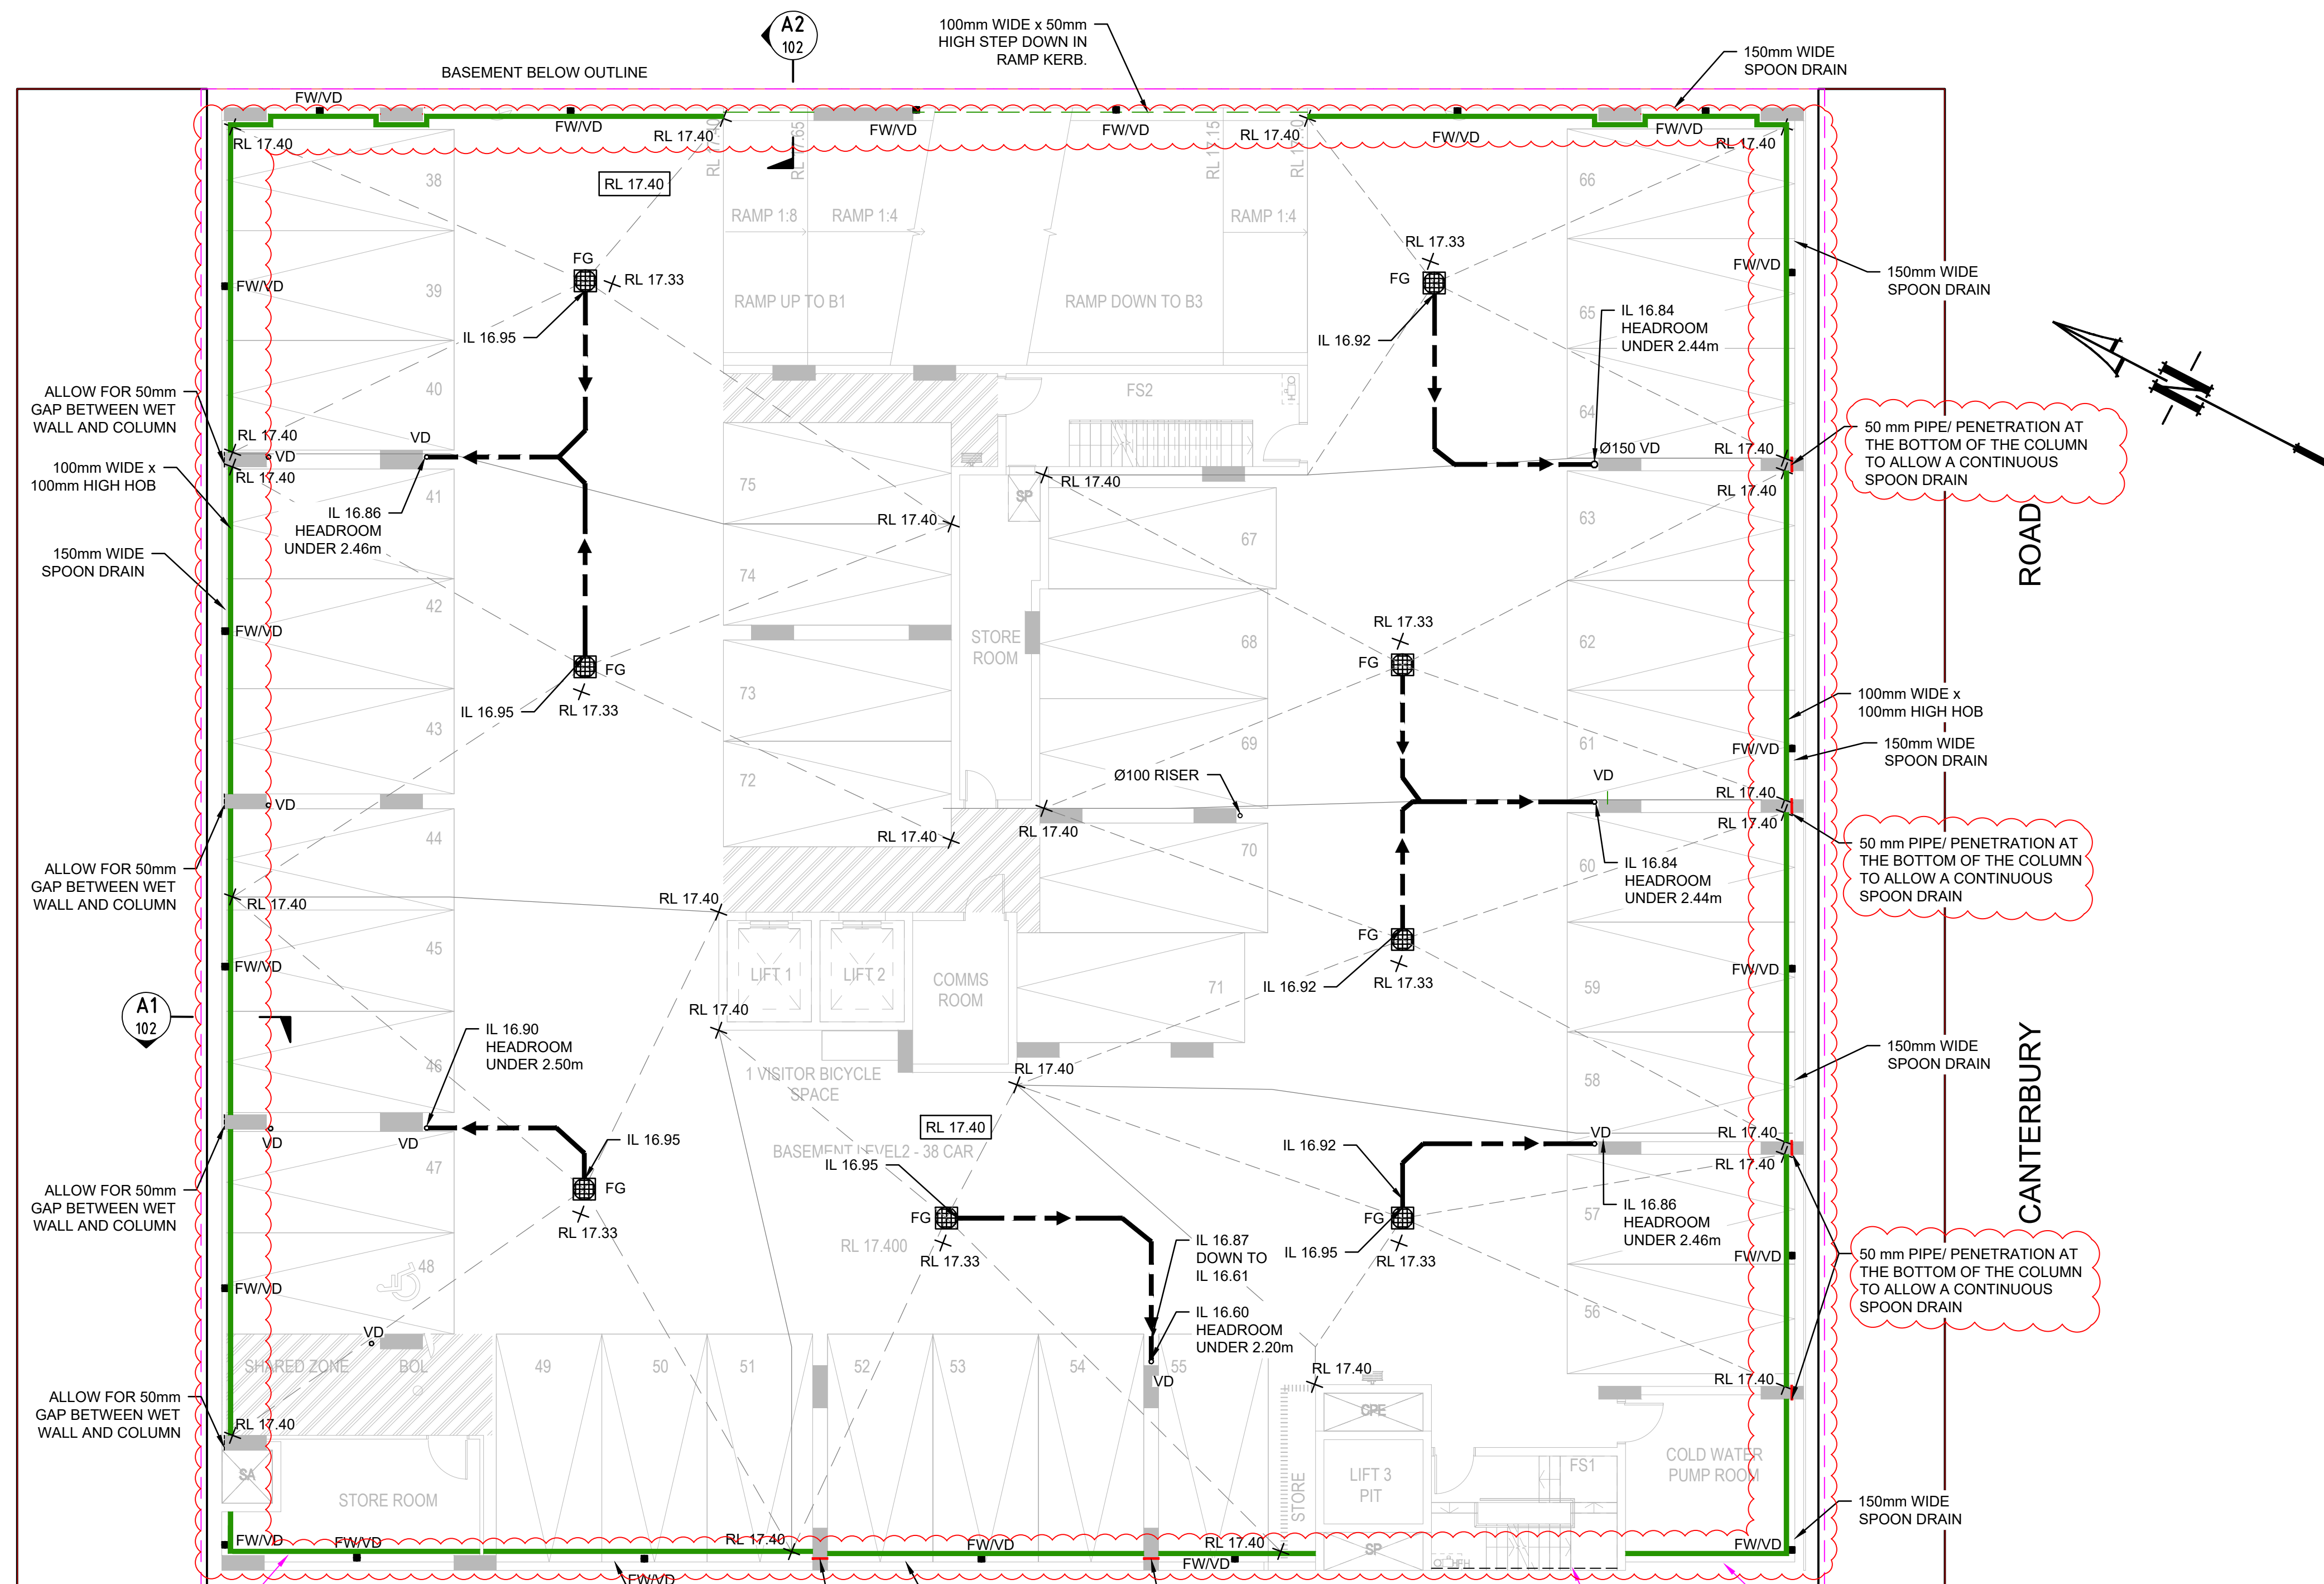 A2
102
100mm WIDE x 50mm
HIGH STEP DOWN IN
RAMP KERB.
150mm WIDE
SPOON DRAIN
BASEMENT BELOW OUTLINE
FW/VD
FW/VD
FW/VD
FW/VD
FW/VD
FW/VD
RL 17.40
RL 17.40
RL 17.40
RL 17.40
RL 17.40
RL 17.65
RL 17.15
RL 17.40
38
RL 17.40
66
RAMP 1:8
RAMP 1:4
RAMP 1:4
FG
RL 17.33
RL 17.33
FG
FW/VD
150mm WIDE
SPOON DRAIN
FW/VD
39
RAMP UP TO B1
RAMP DOWN TO B3
65
IL 16.84
HEADROOM
UNDER 2.44m
IL 16.95
IL 16.92
N
ALLOW FOR 50mm
GAP BETWEEN WET
WALL AND COLUMN
40
FS2
64
RL 17.40
VD
VD
RL 17.40
Ø150 VD
RL 17.40
RL 17.40
50 mm PIPE/ PENETRATION AT
THE BOTTOM OF THE COLUMN
TO ALLOW A CONTINUOUS
SPOON DRAIN
100mm WIDE x
100mm HIGH HOB
41
75
SP
RL 17.40
IL 16.86
HEADROOM
UNDER 2.46m
RL 17.40
63
ROAD
150mm WIDE
SPOON DRAIN
67
74
42
FW/VD
STORE
ROOM
68
RL 17.33
62
FG
FG
IL 16.95
RL 17.33
73
43
100mm WIDE x
100mm HIGH HOB
69
61
FW/VD
150mm WIDE
SPOON DRAIN
72
Ø100 RISER
VD
VD
RL 17.40
44
RL 17.40
RL 17.40
RL 17.40
70
50 mm PIPE/ PENETRATION AT
THE BOTTOM OF THE COLUMN
TO ALLOW A CONTINUOUS
SPOON DRAIN
ALLOW FOR 50mm
GAP BETWEEN WET
WALL AND COLUMN
60
IL 16.84
HEADROOM
UNDER 2.44m
RL 17.40
RL 17.40
45
FG
FW/VD
LIFT 1
LIFT 2
COMMS
ROOM
71
IL 16.92
RL 17.33
59
FW/VD
A1
102
RL 17.40
IL 16.90
HEADROOM
UNDER 2.50m
46
150mm WIDE
SPOON DRAIN
1 VISITOR BICYCLE
SPACE
RL 17.40
58
CANTERBURY
RL 17.40
VD
VD
IL 16.95
BASEMENT LEVEL2 - 38 CAR
IL 16.92
VD
RL 17.40
RL 17.40
47
IL 16.95
FG
ALLOW FOR 50mm
GAP BETWEEN WET
WALL AND COLUMN
RL 17.33
FG
RL 17.400
RL 17.33
FG
IL 16.95
RL 17.33
57
IL 16.86
HEADROOM
UNDER 2.46m
IL 16.87
DOWN TO
IL 16.61
FW/VD
50 mm PIPE/ PENETRATION AT
THE BOTTOM OF THE COLUMN
TO ALLOW A CONTINUOUS
SPOON DRAIN
48
FW/VD
IL 16.60
HEADROOM
UNDER 2.20m
56
VD
SHARED ZONE
BOL
49
50
51
52
53
54
55
VD
RL 17.40
RL 17.40
ALLOW FOR 50mm
GAP BETWEEN WET
WALL AND COLUMN
RL 17.40
CPE
SA
STORE ROOM
STORE
LIFT 3
PIT
FS1
COLD WATER
PUMP ROOM
150mm WIDE
SPOON DRAIN
FW/VD
FW/VD
RL 17.40
FW/VD
RL 17.40
FW/VD
SP
FH
FW/VD
FW/VD